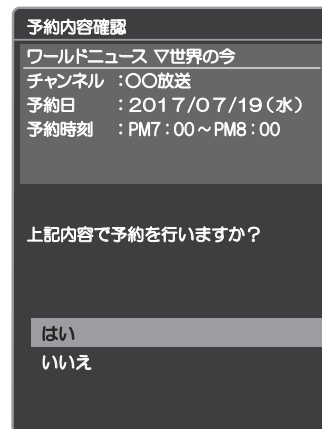 予約内容確認
ワールドニュース ▽世界の今
チャンネル :○○放送
予約日 :2017/07/19(水)
予約時刻 :PM7:00~PM8:00
上記内容で予約を行いますか?
はい
いいえ